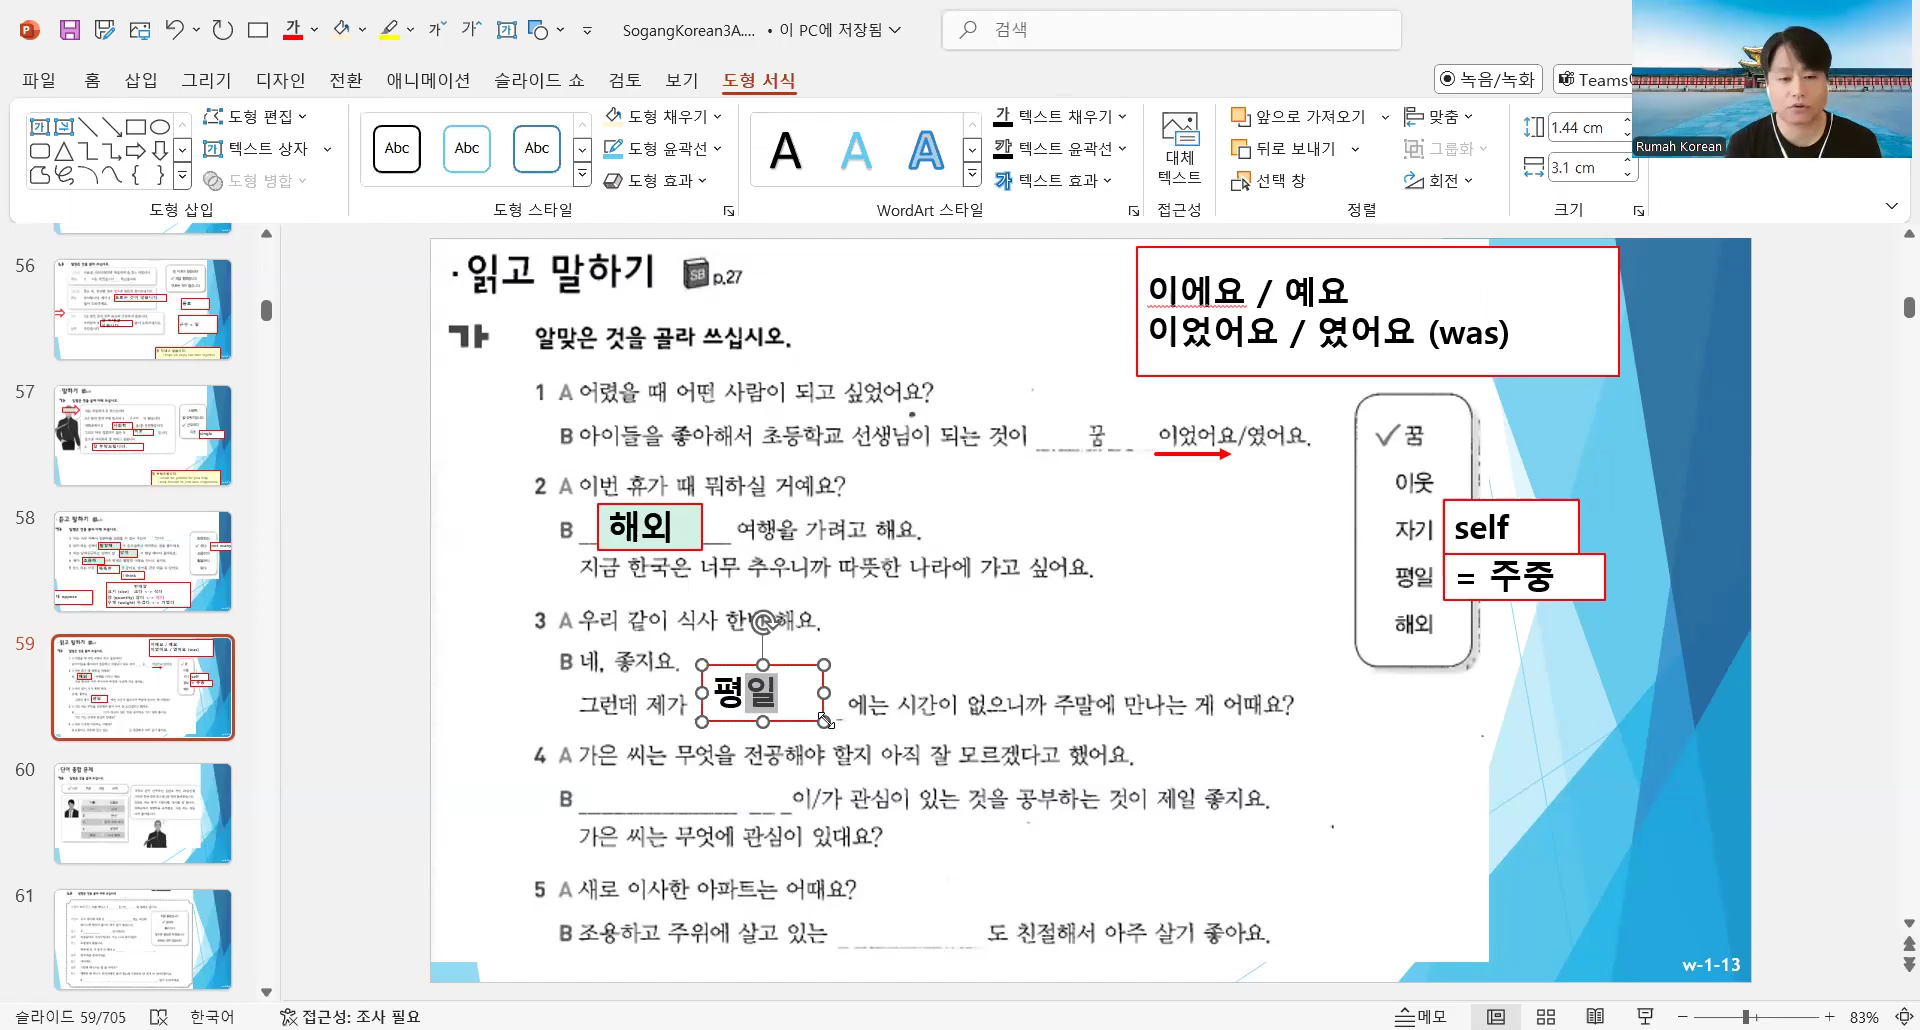 SogangKorean3A.... • 이 PC에 저장됨
검색
파일 홈 삽입 그리기 디자인 전환 애니메이션 슬라이드 쇼 검토 보기 도형 서식
녹음/녹화
Teams
도형 편집
텍스트 상자
도형 병합
도형 삽입
Abc Abc Abc
도형 채우기
도형 윤곽선
도형 효과
도형 스타일
A A A
텍스트 채우기
텍스트 윤곽선
텍스트 효과
WordArt 스타일
대체
텍스트
접근성
앞으로 가져오기
뒤로 보내기
선택 창
맞춤
그룹화
회전
정렬
1.44 cm
3.1 cm
크기
Rumah Korean
56
57
58
59
60
61
·읽고 말하기 SB p.27
이에요 / 예요
이었어요 / 였어요 (was)
가 알맞은 것을 골라 쓰십시오.
1 A 어렸을 때 어떤 사람이 되고 싶었어요?
B 아이들을 좋아해서 초등학교 선생님이 되는 것이 꿈 이었어요/였어요.
2 A 이번 휴가 때 뭐하실 거예요?
B 해외 여행을 가려고 해요.
지금 한국은 너무 추우니까 따뜻한 나라에 가고 싶어요.
3 A 우리 같이 식사 한 해요.
B 네, 좋지요.
그런데 제가 평일 에는 시간이 없으니까 주말에 만나는 게 어때요?
4 A 가은 씨는 무엇을 전공해야 할지 아직 잘 모르겠다고 했어요.
B 이/가 관심이 있는 것을 공부하는 것이 제일 좋지요.
가은 씨는 무엇에 관심이 있대요?
5 A 새로 이사한 아파트는 어때요?
B 조용하고 주위에 살고 있는 도 친절해서 아주 살기 좋아요.
✓ 꿈
이웃
자기 self
평일 = 주중
해외
w-1-13
슬라이드 59/705 한국어 접근성: 조사 필요
메모
83%